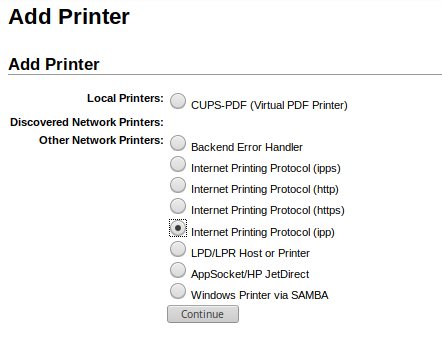 Add Printer
Add Printer
Local Printers:
CUPS-PDF (Virtual PDF Printer)
Discovered Network Printers:
Other Network Printers:
Backend Error Handler
Internet Printing Protocol (ipps)
Internet Printing Protocol (http)
Internet Printing Protocol (https)
Internet Printing Protocol (ipp)
LPD/LPR Host or Printer
AppSocket/HP JetDirect
Windows Printer via SAMBA
Continue